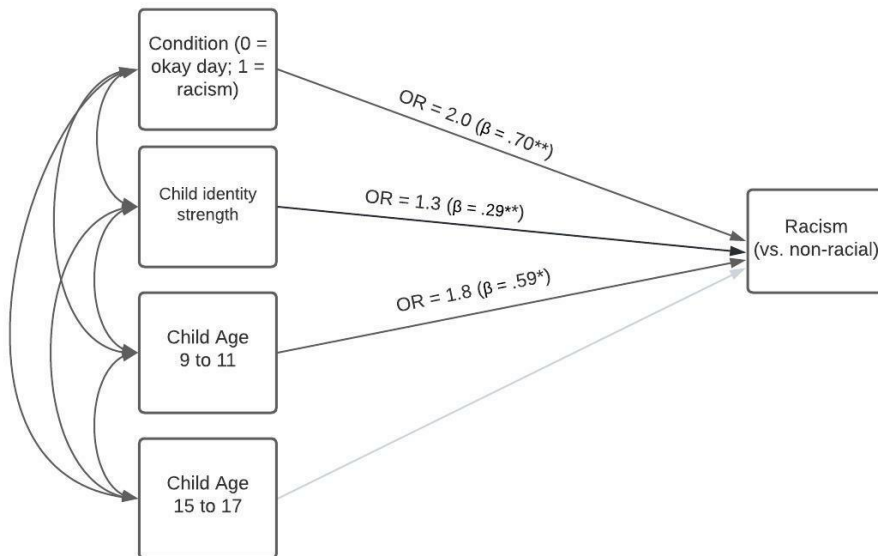 Condition (0 =
okay day; 1 =
racism)
OR = 2.0 (β = .70**)
Child identity
strength
OR = 1.3 (β = .29**)
Racism
(vs. non-racial)
OR = 1.8 (β = .59*)
Child Age
9 to 11
Child Age
15 to 17